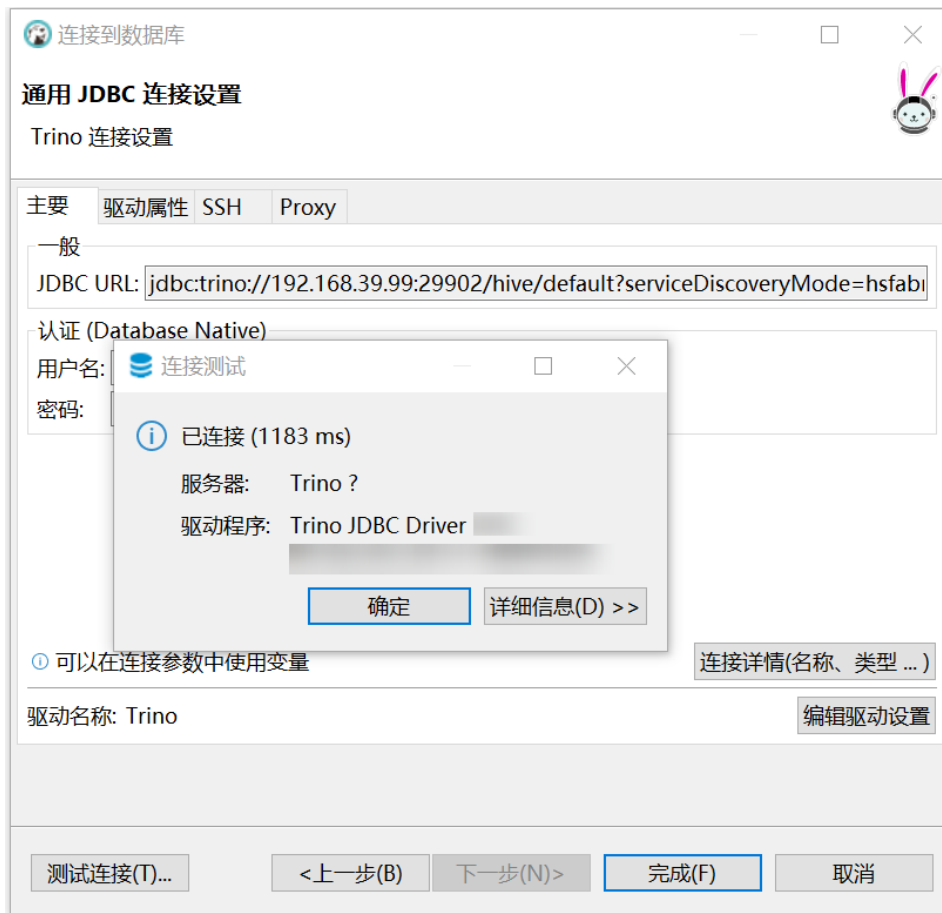 连接到数据库
通用 JDBC 连接设置
Trino 连接设置
主要 驱动属性 SSH Proxy
一般
JDBC URL: jdbc:trino://192.168.39.99:29902/hive/default?serviceDiscoveryMode=hsfabr
认证 (Database Native)
用户名:
密码:
连接测试
已连接 (1183 ms)
服务器: Trino ?
驱动程序: Trino JDBC Driver
确定 详细信息(D) >>
可以在连接参数中使用变量
连接详情(名称、类型 ... )
驱动名称: Trino
编辑驱动设置
测试连接(T)... <上一步(B) 下一步(N)> 完成(F) 取消